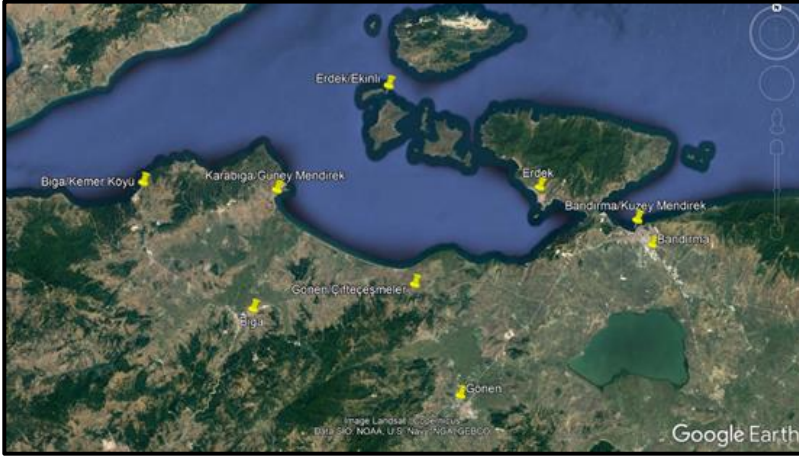 N
Erdek/Ekinli
Biga/Kemer Köyü
Karabiga/Güney Mendirek
Erdek
Bandırma/Kuzey Mendirek
Bandırma
Gönen/Çifteçeşmeler
Biga
Gönen
Image Landsat / Copernicus
Data SIO, NOAA, U.S. Navy, NGA, GEBCO
Google Earth